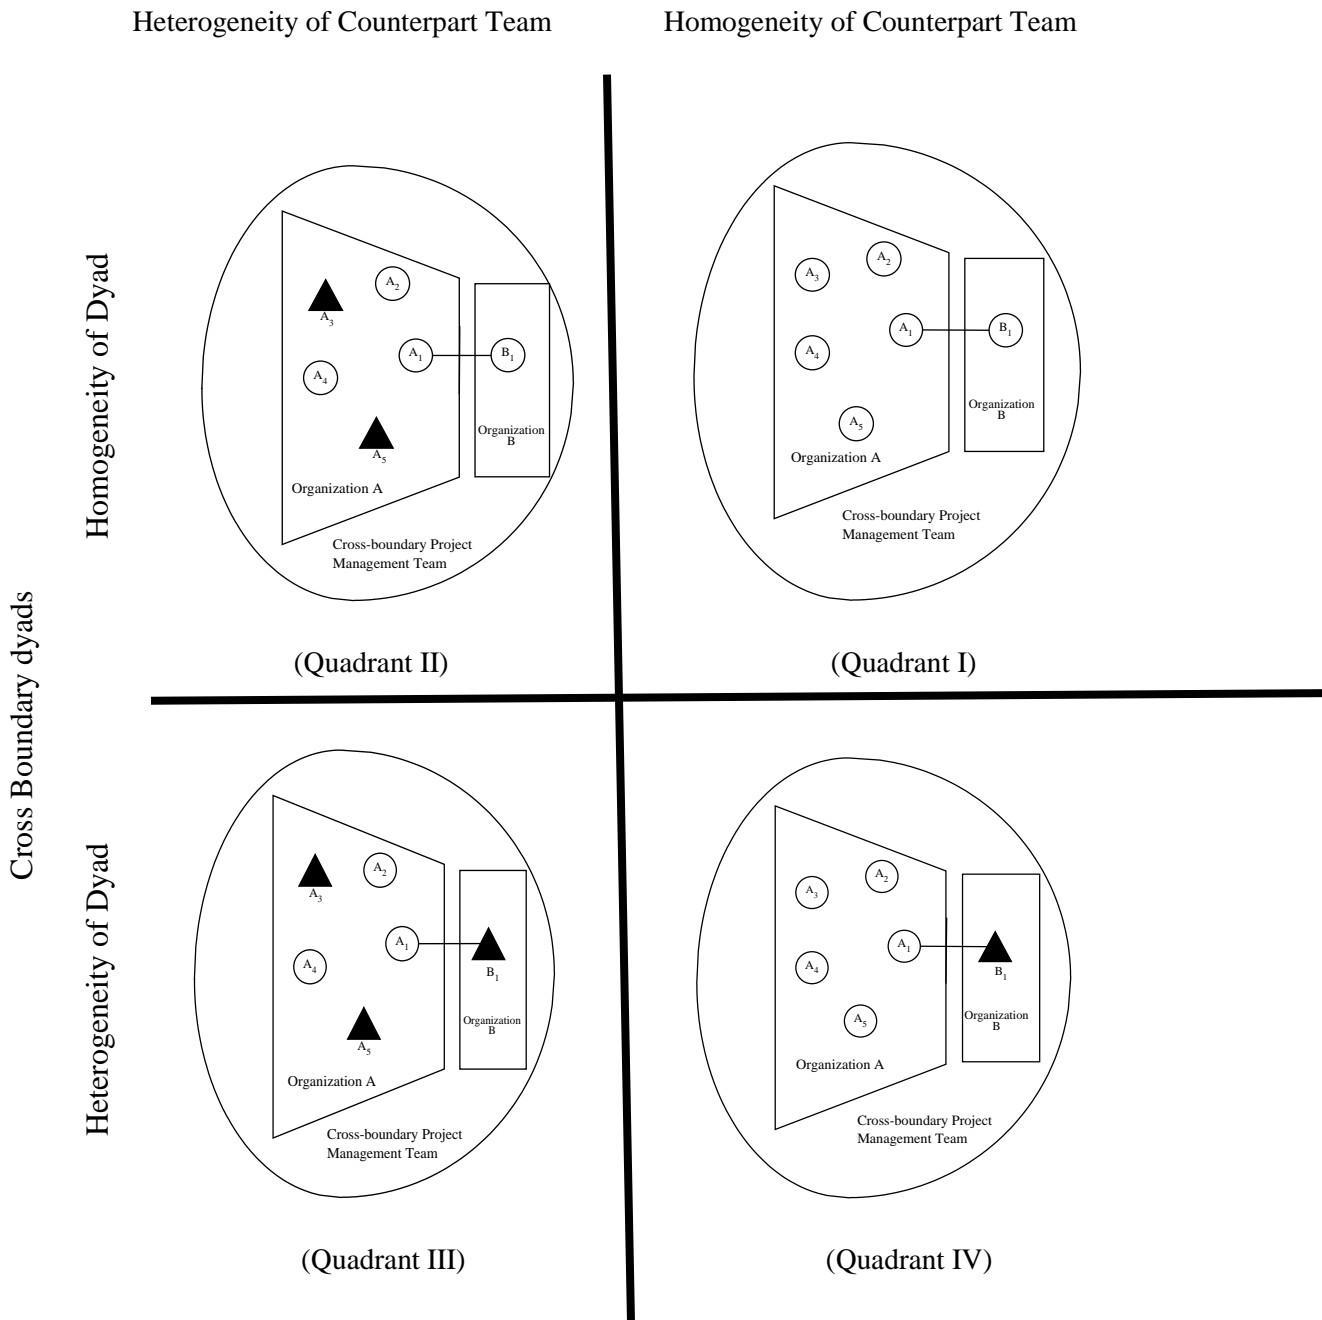 Heterogeneity of Counterpart Team
Homogeneity of Counterpart Team
Cross Boundary dyads
Homogeneity of Dyad
A2
A3
A1
B1
A4
A5
Organization
B
Organization A
Cross-boundary Project
Management Team
(Quadrant II)
A2
A3
A1
B1
A4
A5
Organization
B
Organization A
Cross-boundary Project
Management Team
(Quadrant I)
Heterogeneity of Dyad
A2
A3
A1
B1
A4
A5
Organization
B
Organization A
Cross-boundary Project
Management Team
(Quadrant III)
A2
A3
A1
B1
A4
A5
Organization
B
Organization A
Cross-boundary Project
Management Team
(Quadrant IV)